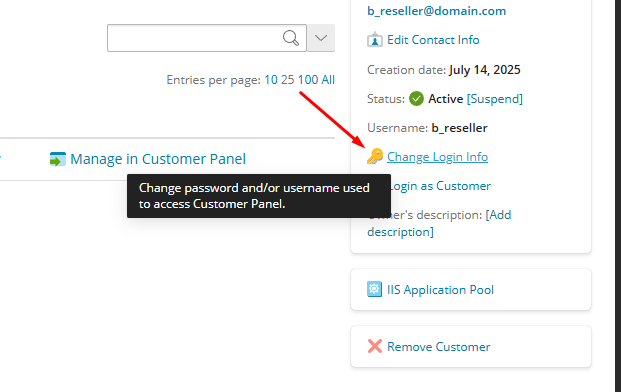 b_reseller@domain.com
Edit Contact Info
Entries per page: 10 25 100 All
Creation date: July 14, 2025
Status: Active [Suspend]
Username: b_reseller
Manage in Customer Panel
Change Login Info
Change password and/or username used
to access Customer Panel.
Login as Customer
Owner's description: [Add
description]
IIS Application Pool
Remove Customer